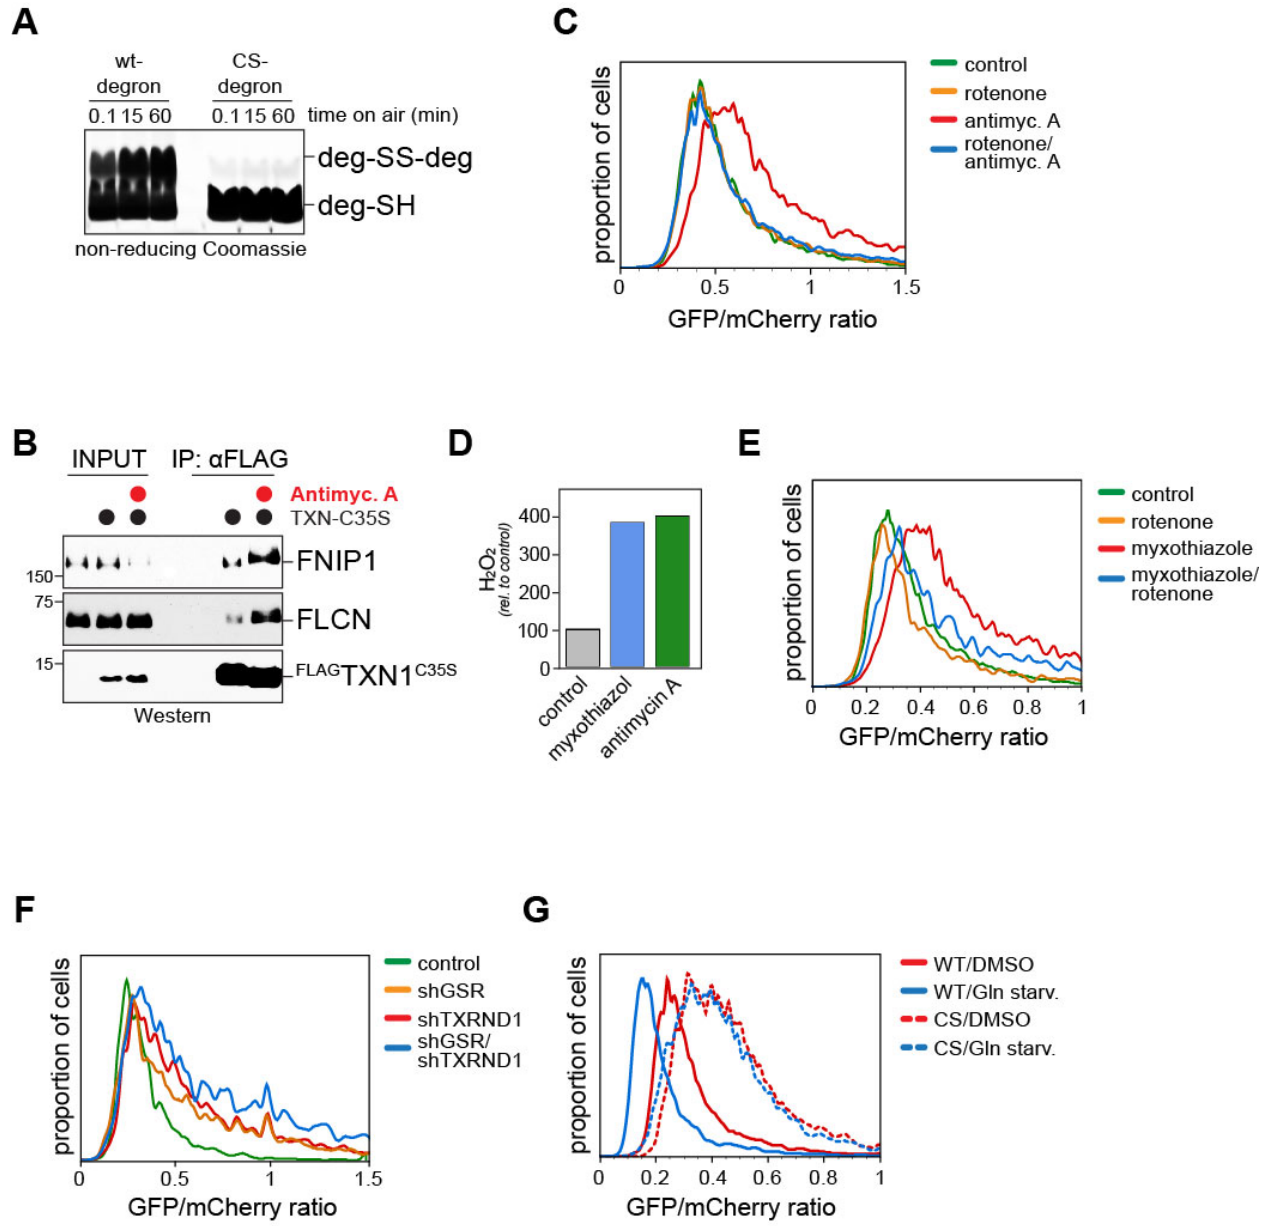 A
wt-
degron
CS-
degron
0.1 15 60
0.1 15 60
time on air (min)
deg-SS-deg
deg-SH
non-reducing Coomassie
C
proportion of cells
0
0.5
1
1.5
GFP/mCherry ratio
control
rotenone
antimyc. A
rotenone/
antimyc. A
B
INPUT
IP: αFLAG
Antimyc. A
TXN-C35S
150
FNIP1
75
FLCN
15
FLAGTXN1C35S
Western
D
H2O2
(rel. to control)
400
300
200
100
0
control
myxothiazol
antimycin A
E
proportion of cells
0
0.2
0.4
0.6
0.8
1
GFP/mCherry ratio
control
rotenone
myxothiazole
myxothiazole/
rotenone
F
proportion of cells
0
0.5
1
1.5
GFP/mCherry ratio
control
shGSR
shTXRND1
shGSR/
shTXRND1
G
proportion of cells
0
0.2
0.4
0.6
0.8
1
GFP/mCherry ratio
WT/DMSO
WT/Gln starv.
CS/DMSO
CS/Gln starv.